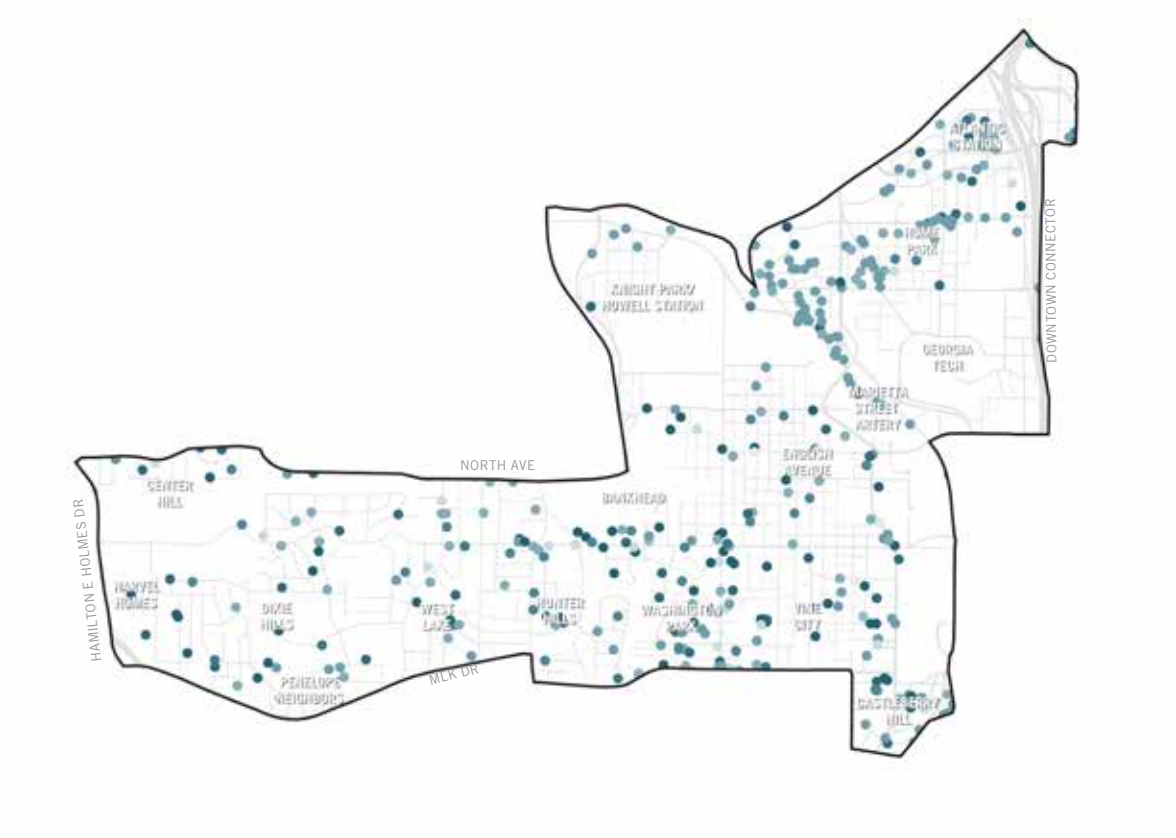 ATLANTIC
STATION
HOME
PARK
KNIGHT PARK/
HOWELL STATION
DOWNTOWN CONNECTOR
GEORGIA
TECH
MARIETTA
STREET
ARTERY
NORTH AVE
ENGLISH
AVENUE
CENTER
HILL
BANKHEAD
HAMILTON E HOLMES DR
HARVEL
HOMES
DIXIE
HILLS
WEST
LAKE
HUNTER
HILLS
WASHINGTON
PARK
VINE
CITY
MLK DR
PENELOPE
NEIGHBORS
CASTLEBERRY
HILL